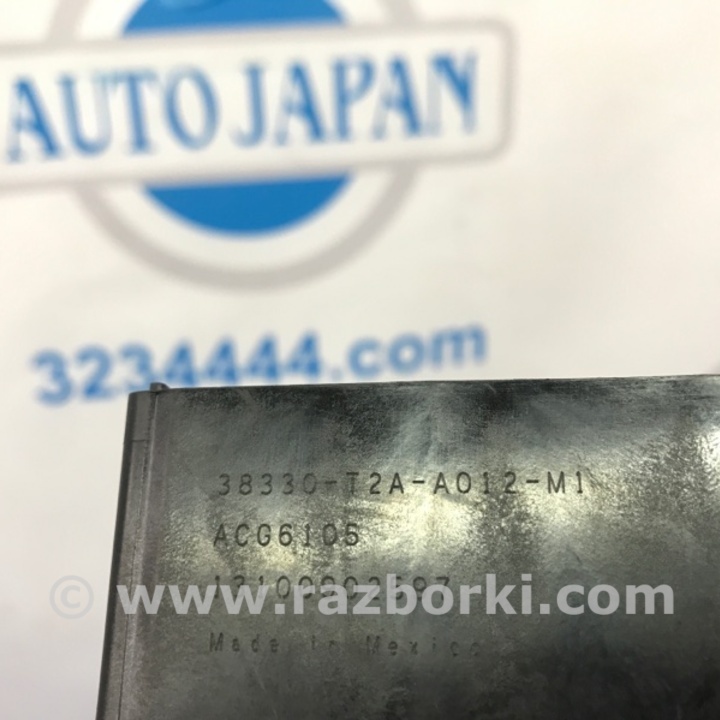 AUTO JAPAN
3234444.com
38330-T2A-A012-M1
ACG6105
© www.razborki.com
Made in Mexico